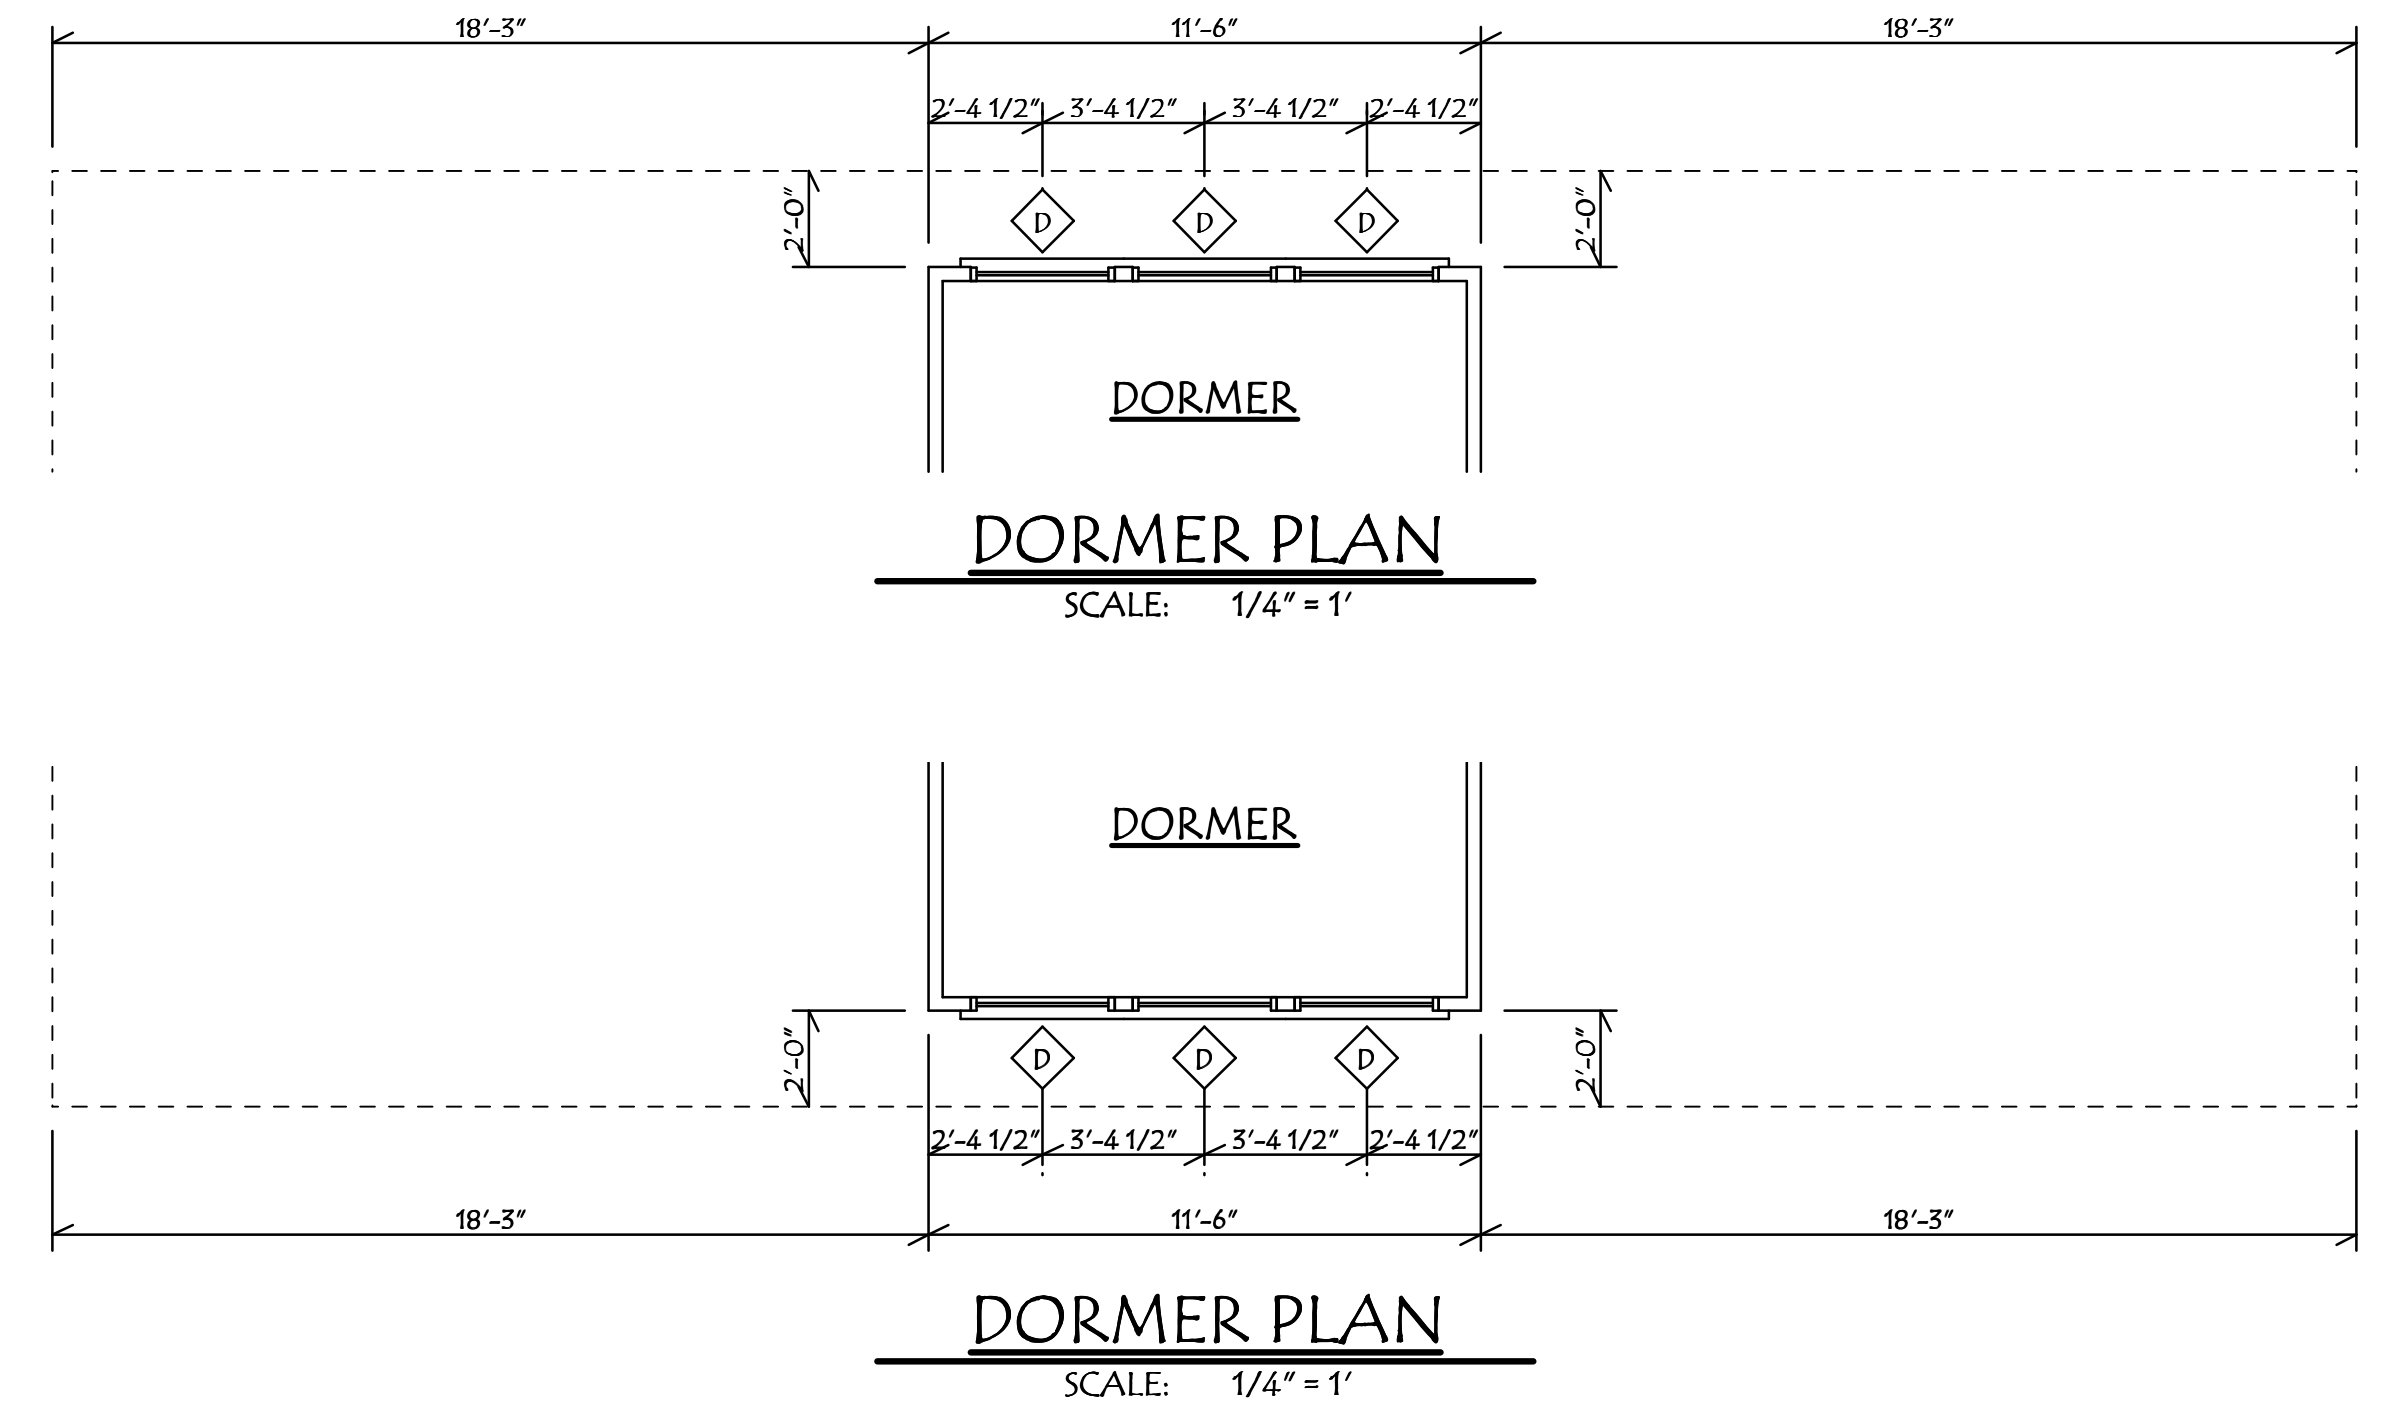 18'-3" 11'-6" 18'-3"
2'-4 1/2" 3'-4 1/2" 3'-4 1/2" 2'-4 1/2"
2'-0" D D D 2'-0"
DORMER
DORMER PLAN
SCALE: 1/4" = 1'
DORMER
2'-0" D D D 2'-0"
2'-4 1/2" 3'-4 1/2" 3'-4 1/2" 2'-4 1/2"
18'-3" 11'-6" 18'-3"
DORMER PLAN
SCALE: 1/4" = 1'